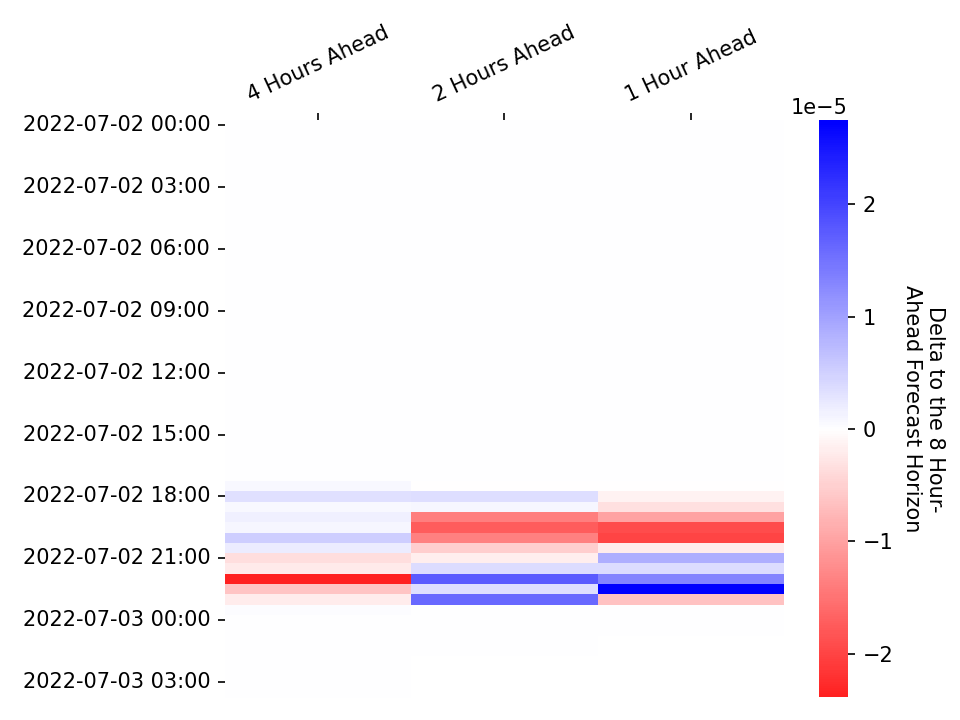 4 Hours Ahead
2 Hours Ahead
1 Hour Ahead
2022-07-02 00:00
2022-07-02 03:00
2022-07-02 06:00
2022-07-02 09:00
2022-07-02 12:00
2022-07-02 15:00
2022-07-02 18:00
2022-07-02 21:00
2022-07-03 00:00
2022-07-03 03:00
1e−5
2
1
0
−1
−2
Delta to the 8 Hour-
Ahead Forecast Horizon